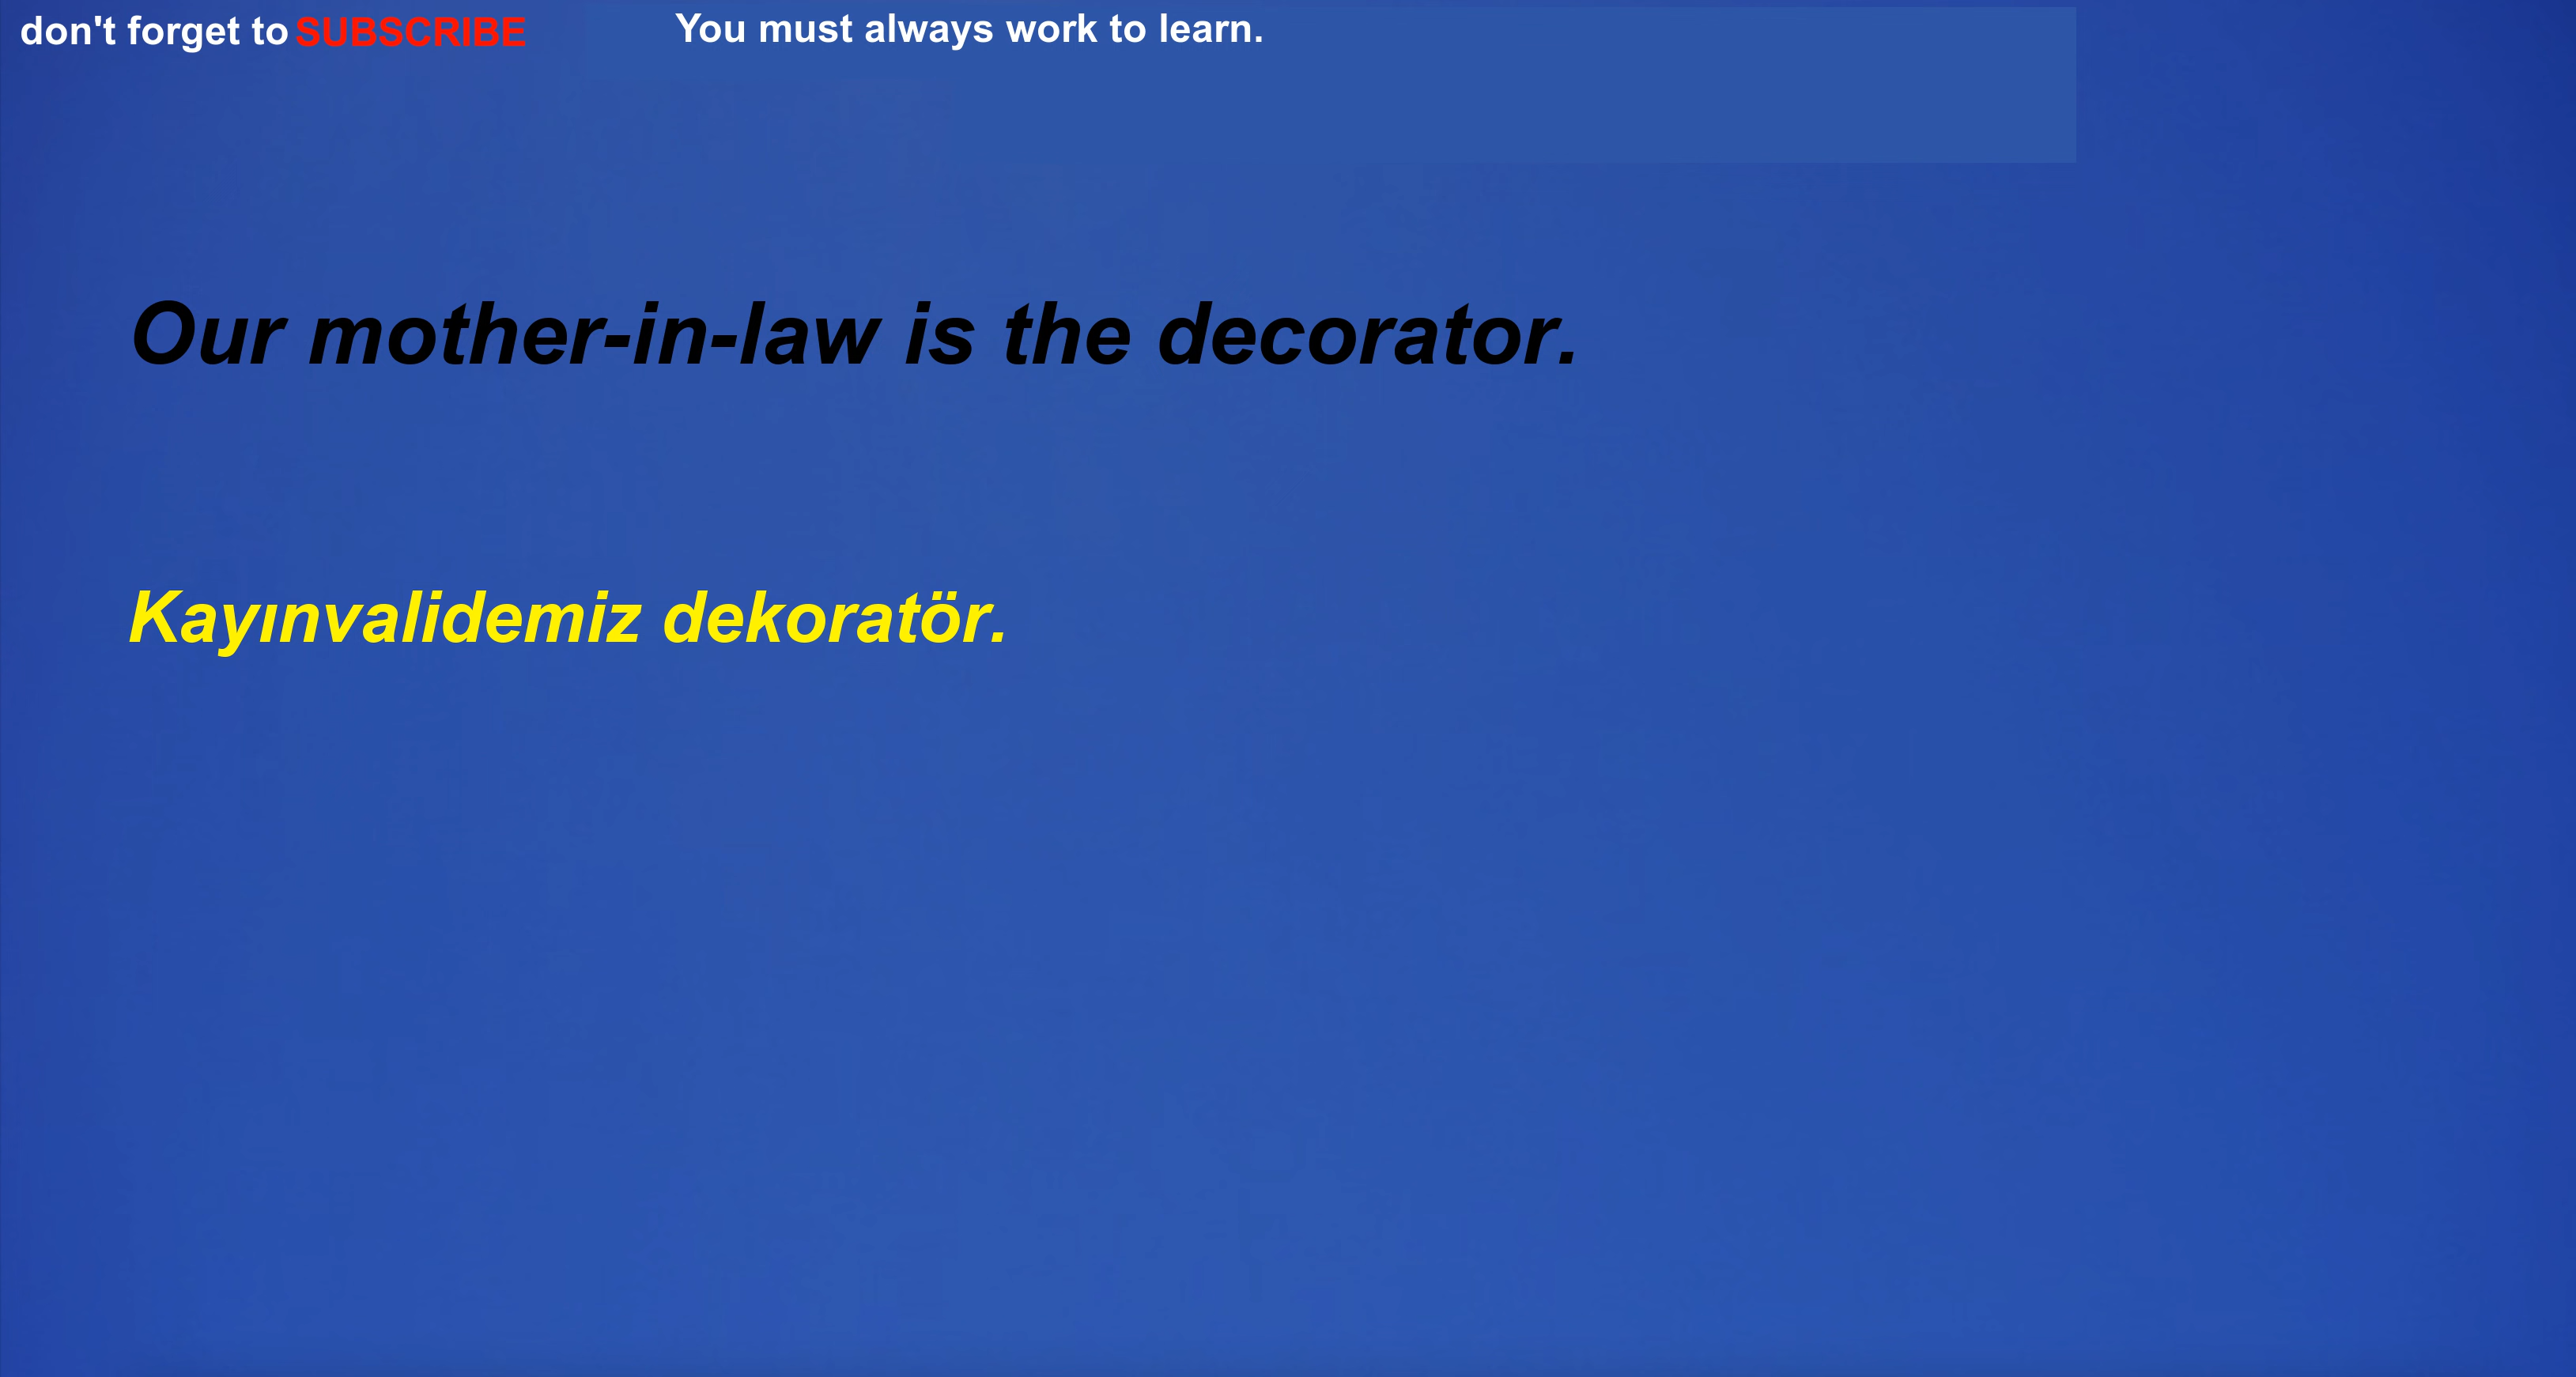 don't forget to SUBSCRIBE You must always work to learn.
Our mother-in-law is the decorator.
Kayınvalidemiz dekoratör.